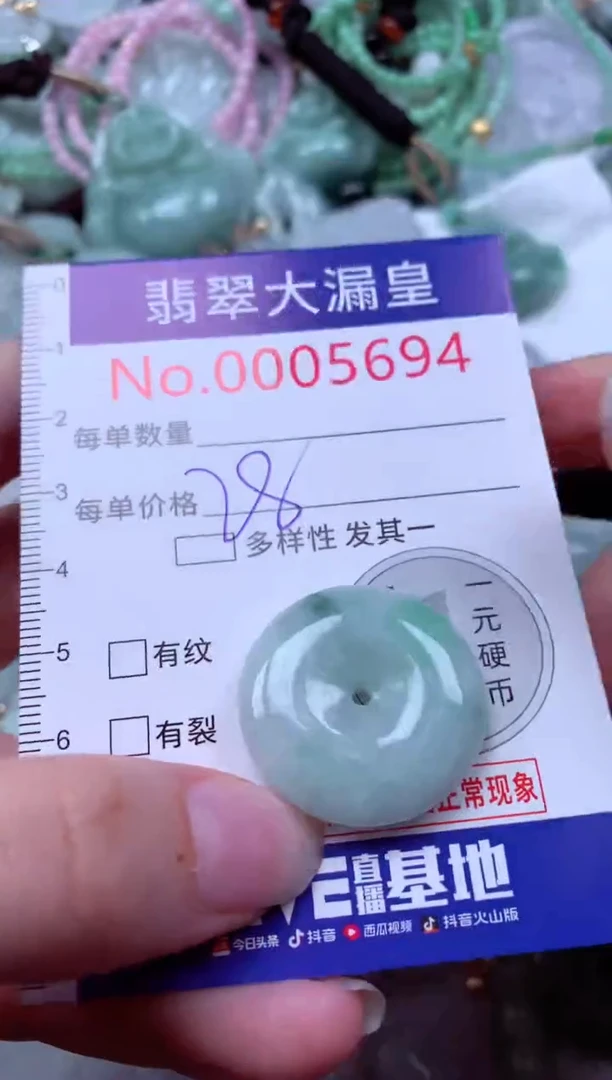 0
翡翠大漏皇
No.0005694
1
2
每单数量
3
每单价格 28
多样性 发其一
4
一元硬币
5
有纹
6
有裂
正常现象
直播基地
今日头条 抖音 西瓜视频 抖音火山版